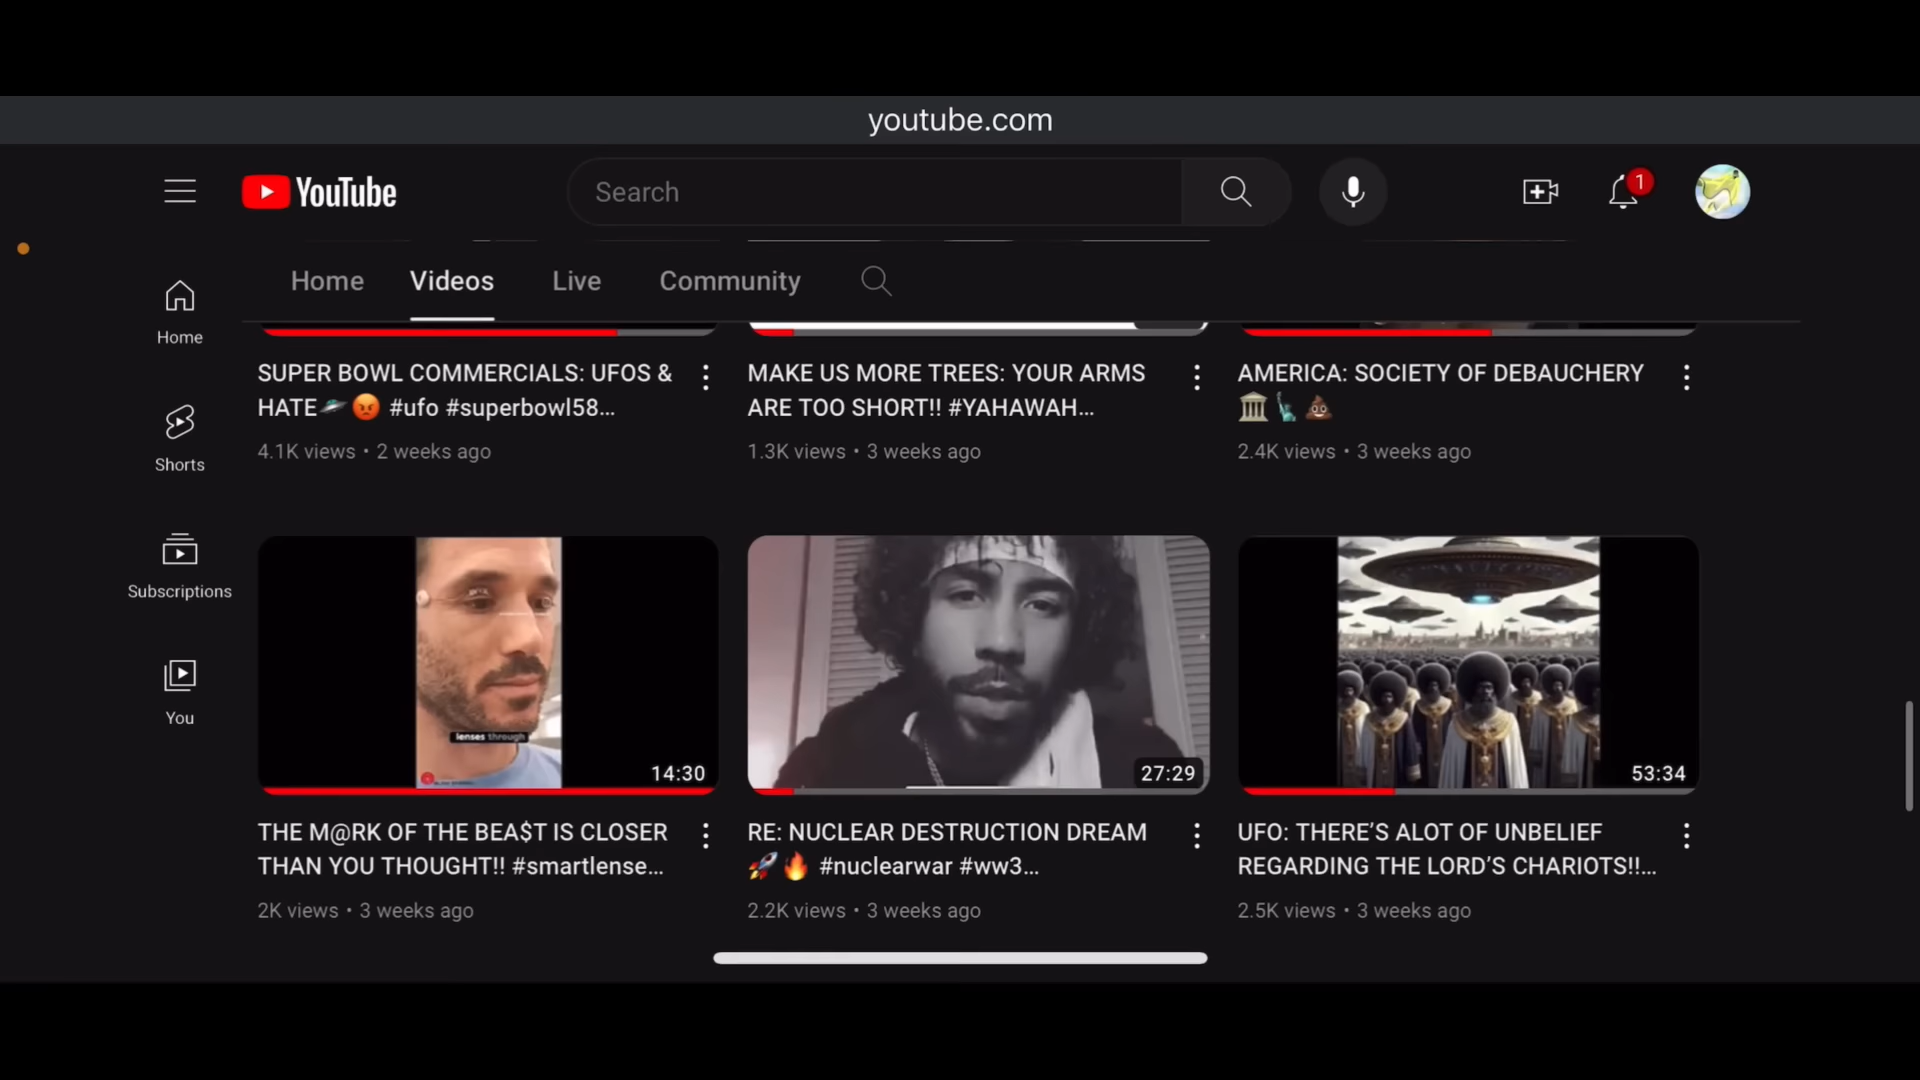 youtube.com
YouTube
Search
1
Home
Videos
Live
Community
Home
Shorts
Subscriptions
You
SUPER BOWL COMMERCIALS: UFOS &
HATE🛸😡 #ufo #superbowl58...
4.1K views • 2 weeks ago
MAKE US MORE TREES: YOUR ARMS
ARE TOO SHORT!! #YAHAWAH...
1.3K views • 3 weeks ago
AMERICA: SOCIETY OF DEBAUCHERY
🏛️🗽💩
2.4K views • 3 weeks ago
lenses through
14:30
27:29
53:34
THE M@RK OF THE BEA$T IS CLOSER
THAN YOU THOUGHT!! #smartlense...
2K views • 3 weeks ago
RE: NUCLEAR DESTRUCTION DREAM
🚀🔥 #nuclearwar #ww3...
2.2K views • 3 weeks ago
UFO: THERE’S ALOT OF UNBELIEF
REGARDING THE LORD’S CHARIOTS!!...
2.5K views • 3 weeks ago